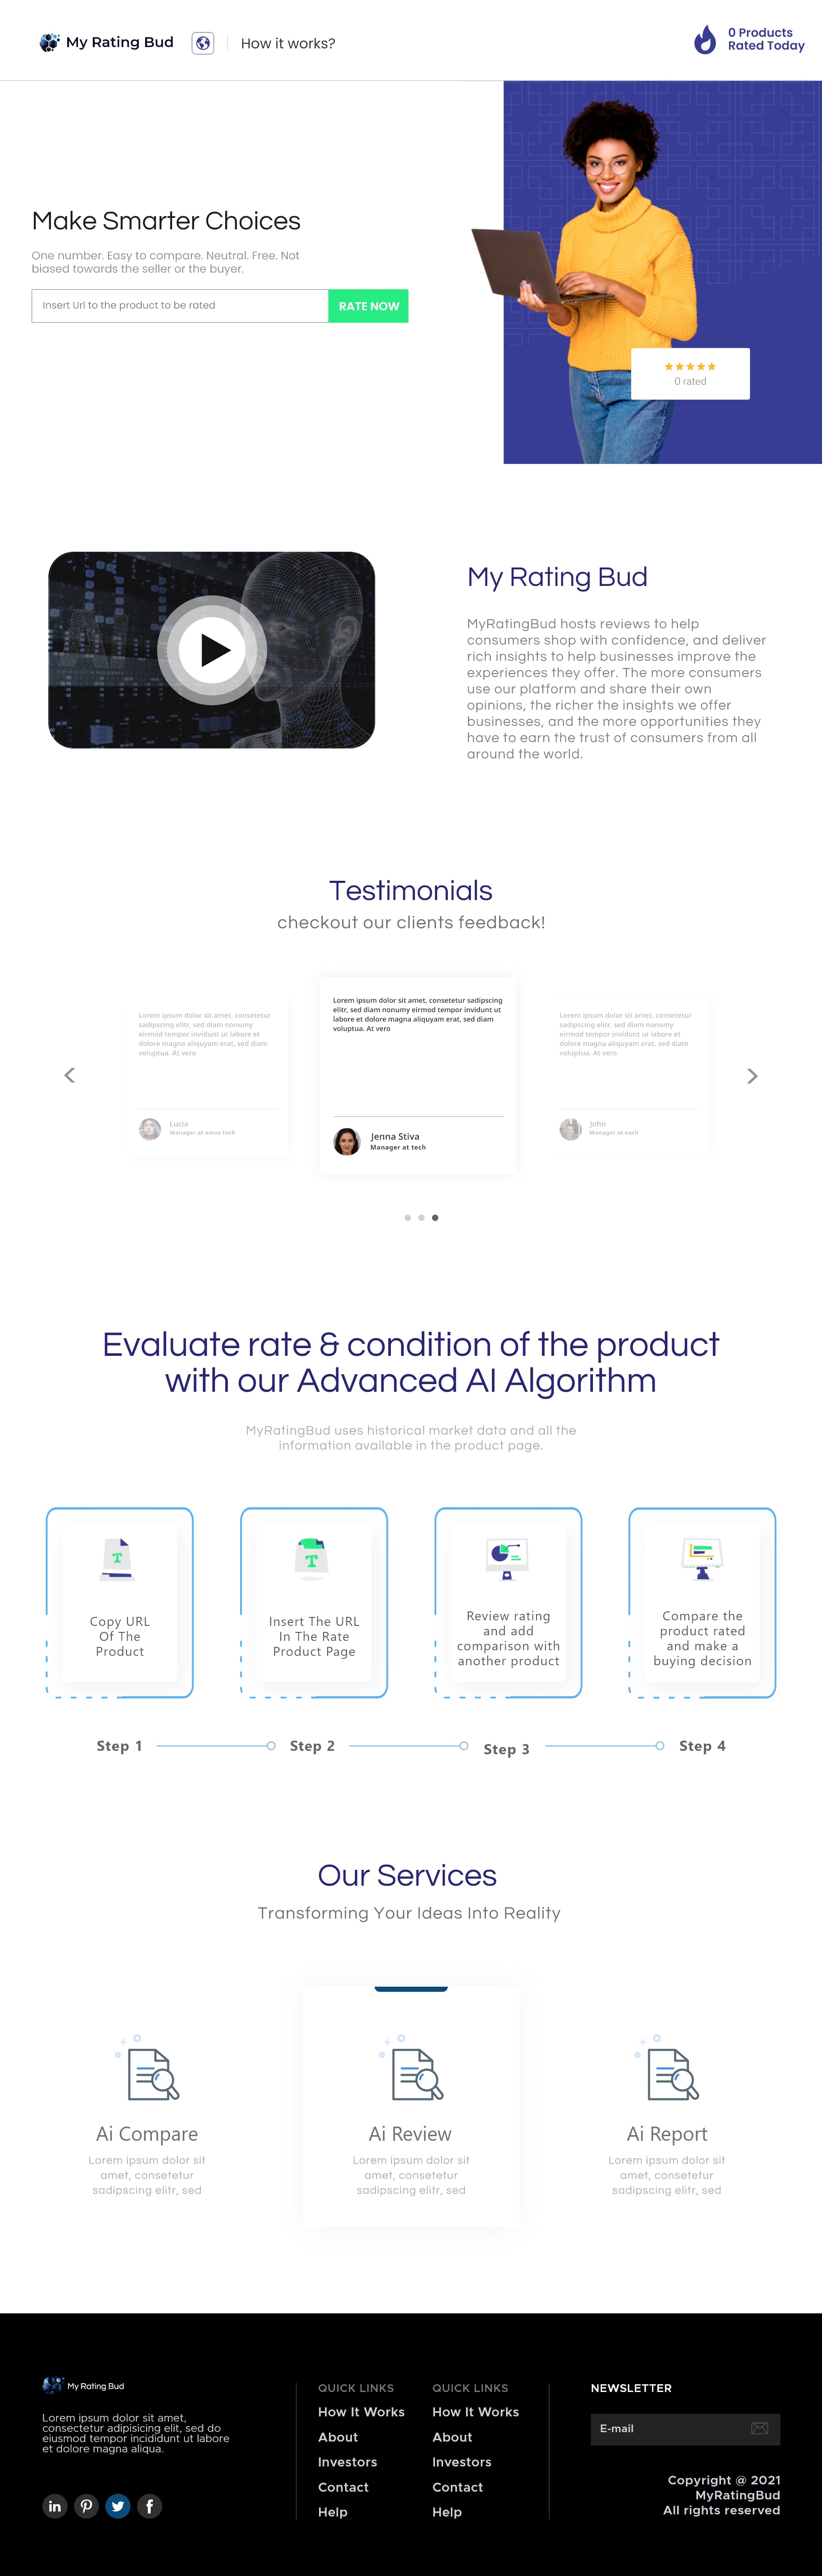 My Rating Bud
How it works?
0 Products
Rated Today
Make Smarter Choices
One number. Easy to compare. Neutral. Free. Not
biased towards the seller or the buyer.
Insert Url to the product to be rated
RATE NOW
0 rated
My Rating Bud
MyRatingBud hosts reviews to help
consumers shop with confidence, and deliver
rich insights to help businesses improve the
experiences they offer. The more consumers
use our platform and share their own
opinions, the richer the insights we offer
businesses, and the more opportunities they
have to earn the trust of consumers from all
around the world.
Testimonials
checkout our clients feedback!
Lorem ipsum dolor sit amet, consetetur
sadipscing elitr, sed diam nonumy
eirmod tempor invidunt ut labore et
dolore magna aliquyam erat, sed diam
voluptua. At vero
Lucia
Manager at emus tech
Lorem ipsum dolor sit amet, consetetur sadipscing
elitr, sed diam nonumy eirmod tempor invidunt ut
labore et dolore magna aliquyam erat, sed diam
voluptua. At vero
Jenna Stiva
Manager at tech
Lorem ipsum dolor sit amet, consetetur
sadipscing elitr, sed diam nonumy
eirmod tempor invidunt ut labore et
dolore magna aliquyam erat, sed diam
voluptua. At vero
John
Manager at each
Evaluate rate & condition of the product
with our Advanced AI Algorithm
MyRatingBud uses historical market data and all the
information available in the product page.
Copy URL
Of The
Product
Insert The URL
In The Rate
Product Page
Review rating
and add
comparison with
another product
Compare the
product rated
and make a
buying decision
Step 1
Step 2
Step 3
Step 4
Our Services
Transforming Your Ideas Into Reality
Ai Compare
Lorem ipsum dolor sit
amet, consetetur
sadipscing elitr, sed
Ai Review
Lorem ipsum dolor sit
amet, consetetur
sadipscing elitr, sed
Ai Report
Lorem ipsum dolor sit
amet, consetetur
sadipscing elitr, sed
My Rating Bud
Lorem ipsum dolor sit amet,
consectetur adipisicing elit, sed do
eiusmod tempor incididunt ut labore
et dolore magna aliqua.
QUICK LINKS
How It Works
About
Investors
Contact
Help
QUICK LINKS
How It Works
About
Investors
Contact
Help
NEWSLETTER
E-mail
Copyright @ 2021
MyRatingBud
All rights reserved